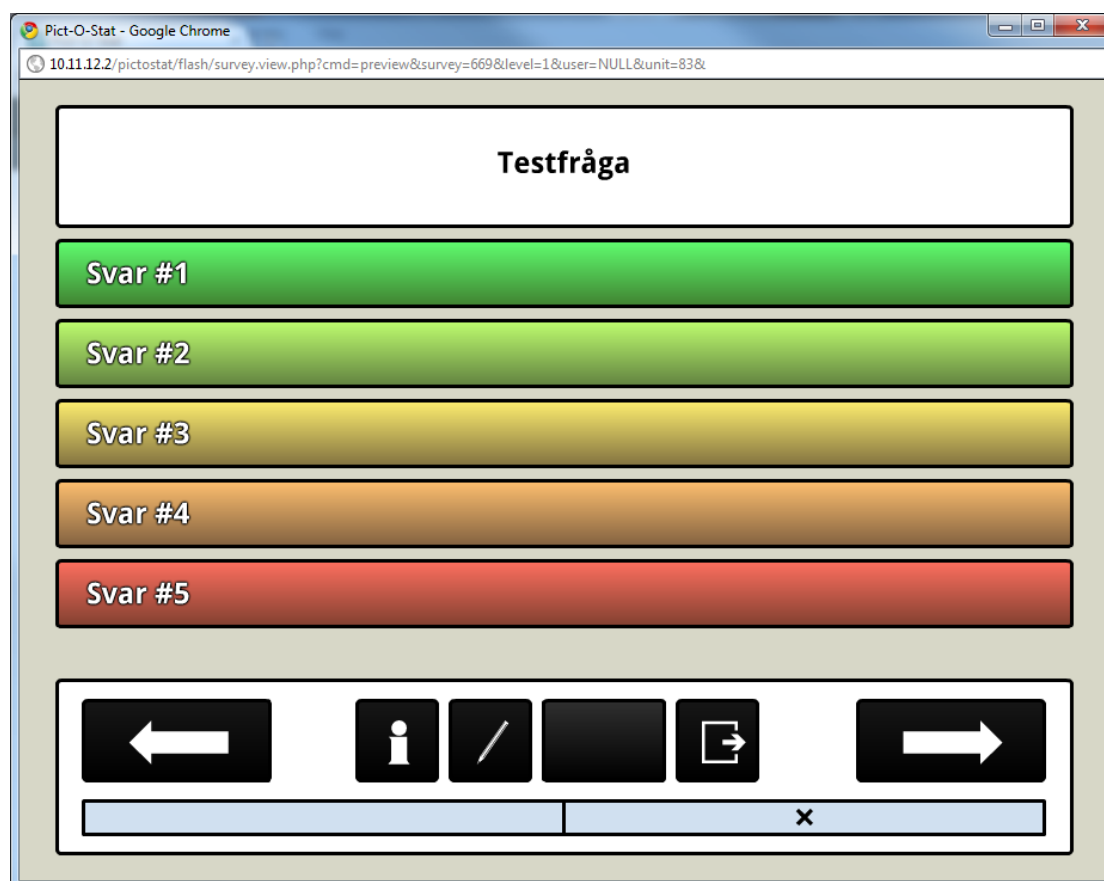 Pict-O-Stat - Google Chrome
10.11.12.2/pictostat/flash/survey.view.php?cmd=preview&survey=669&level=1&user=NULL&unit=83&
Testfråga
Svar #1
Svar #2
Svar #3
Svar #4
Svar #5